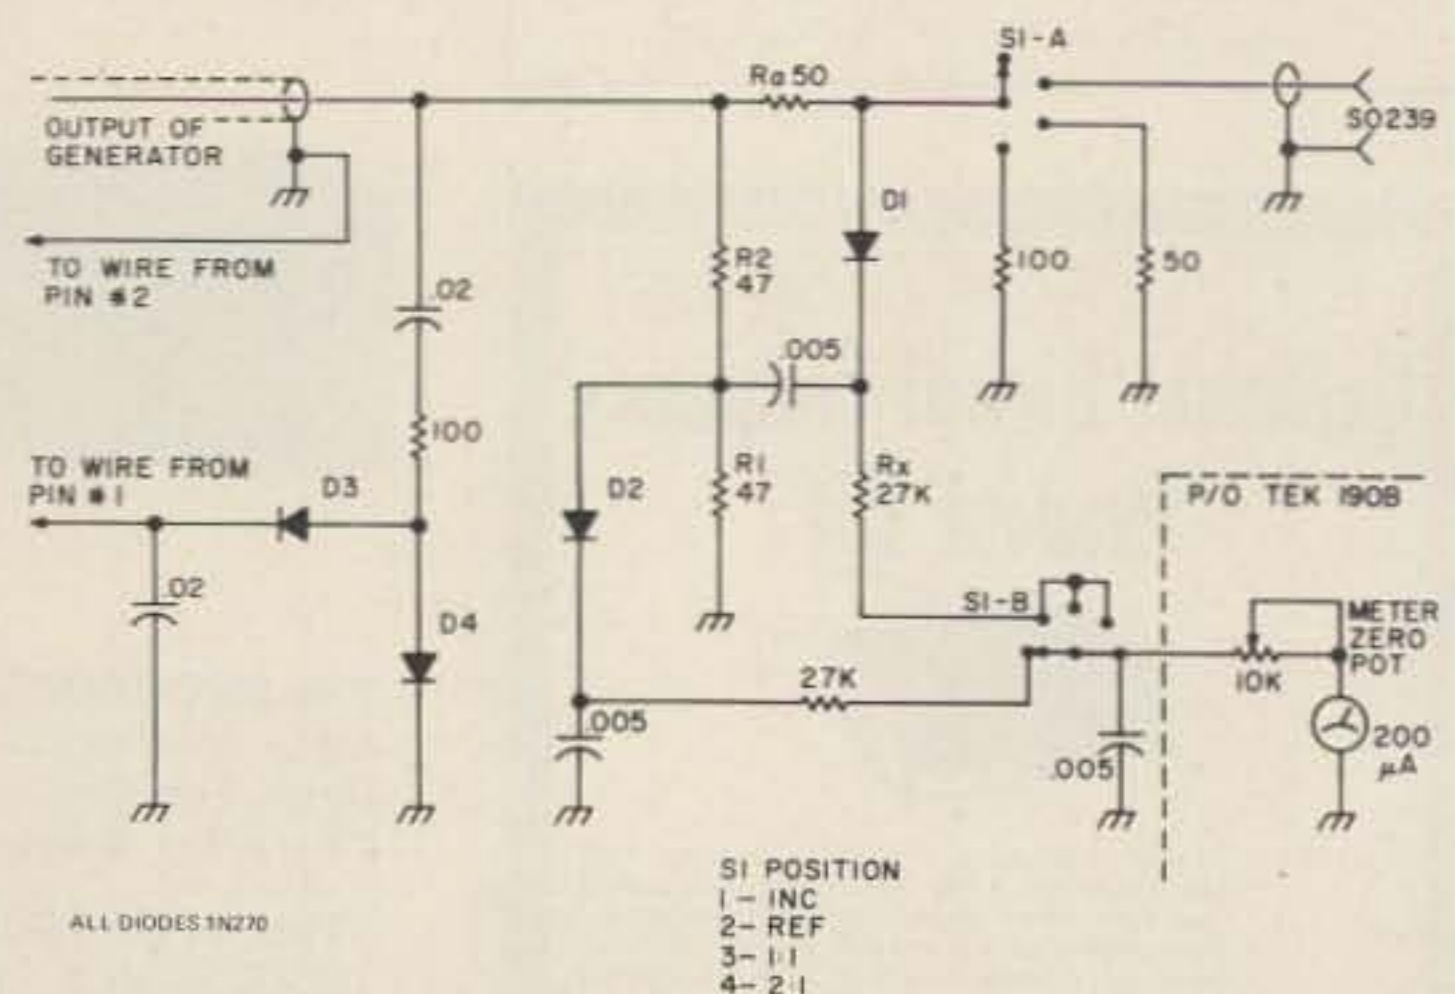 S1-A
Ra 50
OUTPUT OF
GENERATOR
SO239
D1
TO WIRE FROM
PIN #2
R2
47
100
50
.02
.005
100
TO WIRE FROM
PIN #1
D3
D2
R1
47
Rx
27K
P/O TEK 190B
.02
D4
S1-B
METER
ZERO
POT
27K
10K
.005
.005
200
µA
S1 POSITION
1 - INC
2- REF
3- 1:1
4- 2:1
ALL DIODES 1N270